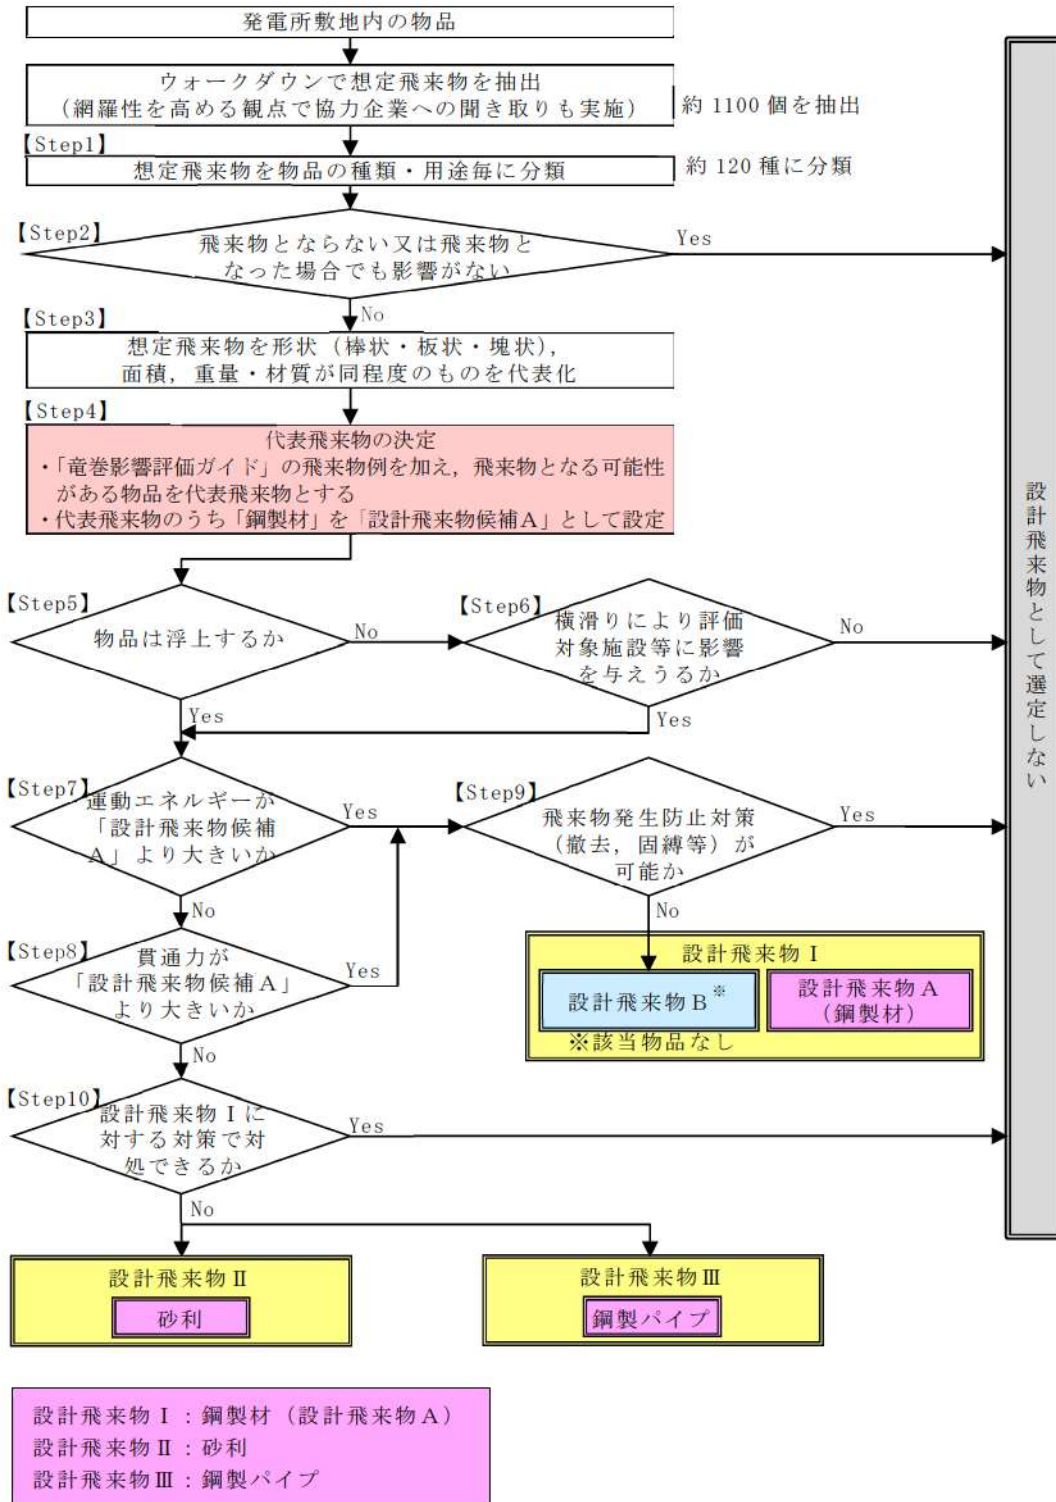 発電所敷地内の物品
ウォークダウンで想定飛来物を抽出
（網羅性を高める観点で協力企業への聞き取りも実施）
約 1100 個を抽出
【Step1】
想定飛来物を物品の種類・用途毎に分類
約 120 種に分類
【Step2】
飛来物とならない又は飛来物と
なった場合でも影響がない
Yes
No
【Step3】
想定飛来物を形状（棒状・板状・塊状），
面積，重量・材質が同程度のものを代表化
【Step4】
代表飛来物の決定
・「竜巻影響評価ガイド」の飛来物例を加え，飛来物となる可能性
がある物品を代表飛来物とする
・代表飛来物のうち「鋼製材」を「設計飛来物候補Ａ」として設定
【Step5】
物品は浮上するか
No
Yes
【Step6】
横滑りにより評価
対象施設等に影響
を与えうるか
No
Yes
【Step7】
運動エネルギーが
「設計飛来物候補
Ａ」より大きいか
Yes
No
【Step9】
飛来物発生防止対策
（撤去，固縛等）が
可能か
Yes
No
【Step8】
貫通力が
「設計飛来物候補Ａ」
より大きいか
Yes
No
設計飛来物Ⅰ
設計飛来物Ｂ※
設計飛来物Ａ
（鋼製材）
※該当物品なし
【Step10】
設計飛来物Ⅰに
対する対策で対
処できるか
Yes
No
設計飛来物として選定しない
設計飛来物Ⅱ
砂利
設計飛来物Ⅲ
鋼製パイプ
設計飛来物Ⅰ：鋼製材（設計飛来物Ａ）
設計飛来物Ⅱ：砂利
設計飛来物Ⅲ：鋼製パイプ